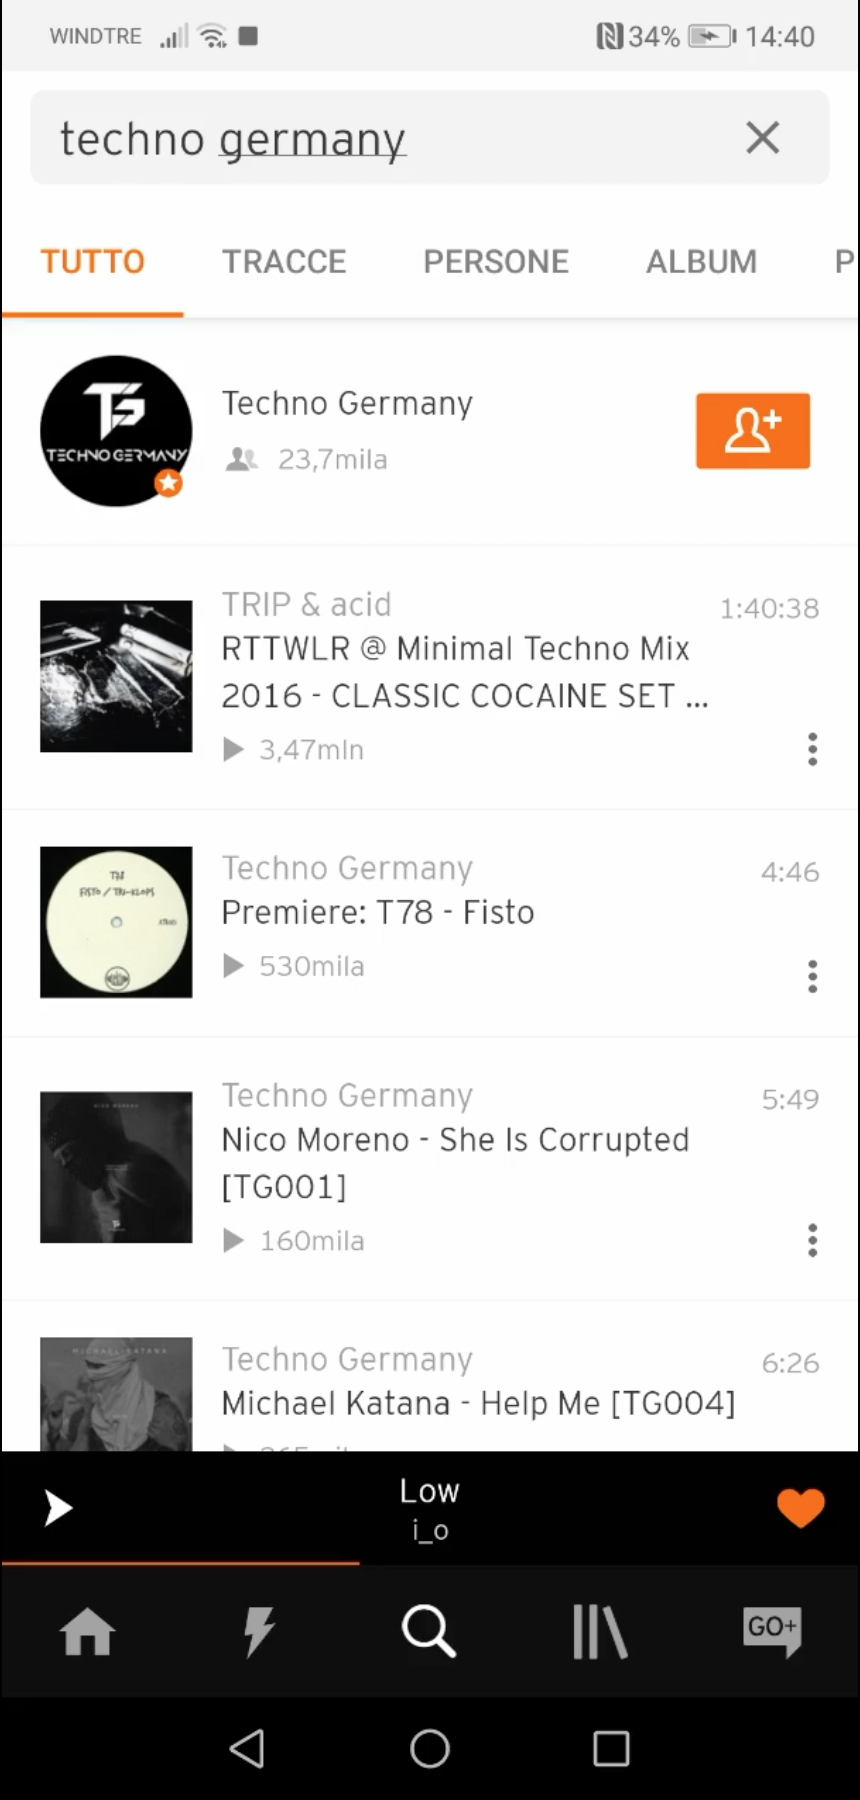 WINDTRE
34%
14:40
techno germany
TUTTO TRACCE PERSONE ALBUM P
TECHNO GERMANY
Techno Germany
23,7mila
TRIP & acid
1:40:38
RTTWLR @ Minimal Techno Mix
2016 - CLASSIC COCAINE SET ...
3,47mln
T78
FISTO / TRI-KLOPS
Techno Germany
4:46
Premiere: T78 - Fisto
530mila
NICO MORENO
Techno Germany
5:49
Nico Moreno - She Is Corrupted
[TG001]
160mila
MICHAEL KATANA
Techno Germany
6:26
Michael Katana - Help Me [TG004]
Low
i_o
GO+